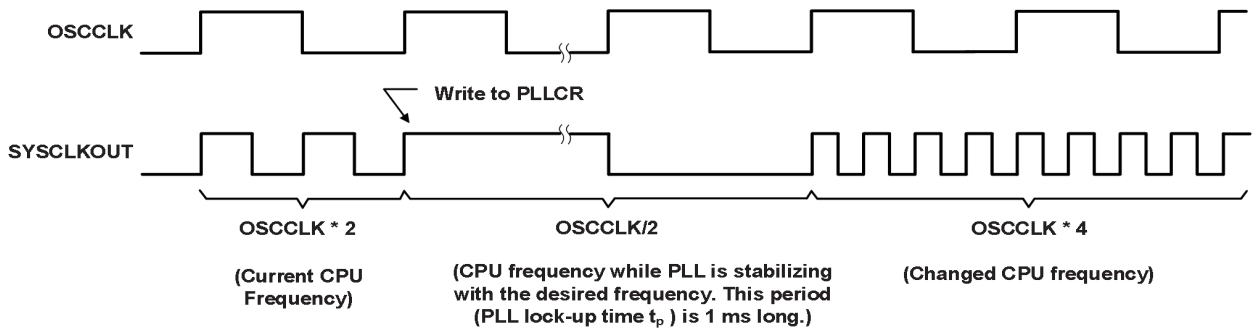 OSCCLK
Write to PLLCR
SYSCLKOUT
OSCCLK * 2
OSCCLK/2
OSCCLK * 4
(Current CPU
Frequency)
(CPU frequency while PLL is stabilizing
with the desired frequency. This period
(PLL lock-up time tp ) is 1 ms long.)
(Changed CPU frequency)